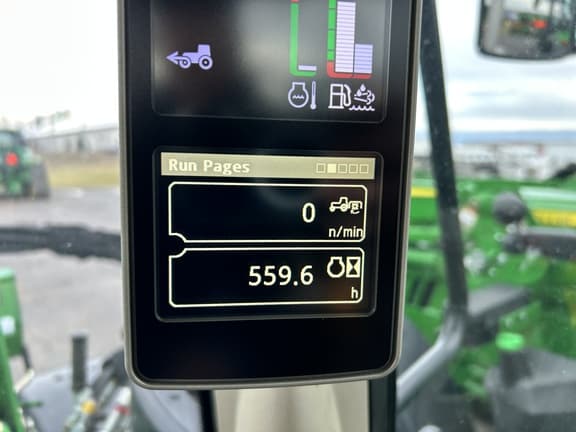 Run Pages
0
n/min
559.6
h